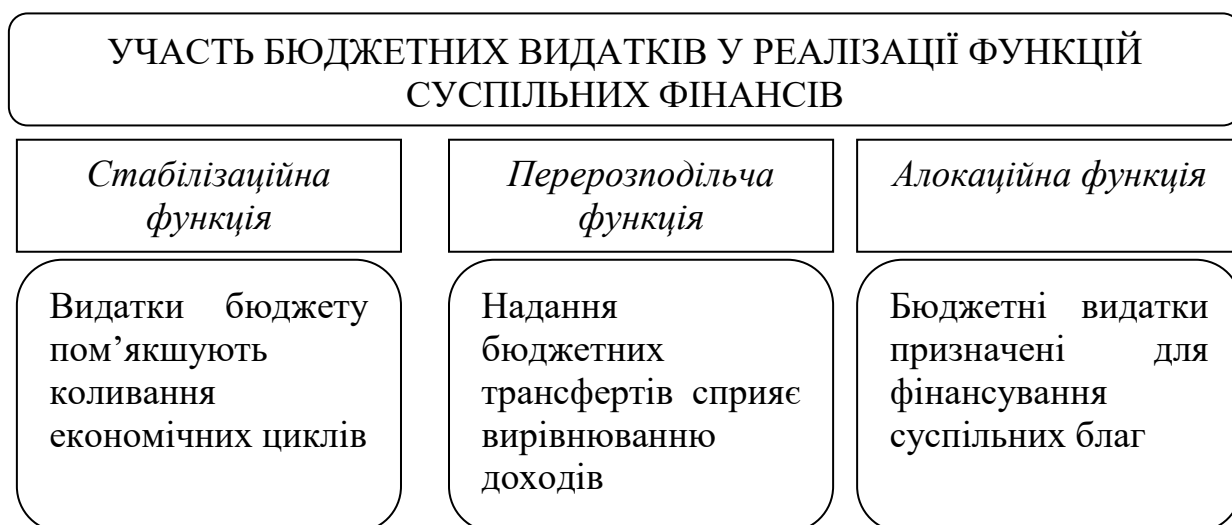 УЧАСТЬ БЮДЖЕТНИХ ВИДАТКІВ У РЕАЛІЗАЦІЇ ФУНКЦІЙ
СУСПІЛЬНИХ ФІНАНСІВ
Стабілізаційна
функція
Перерозподільча
функція
Алокаційна функція
Видатки бюджету
пом’якшують
коливання
економічних циклів
Надання
бюджетних
трансфертів сприяє
вирівнюванню
доходів
Бюджетні видатки
призначені для
фінансування
суспільних благ